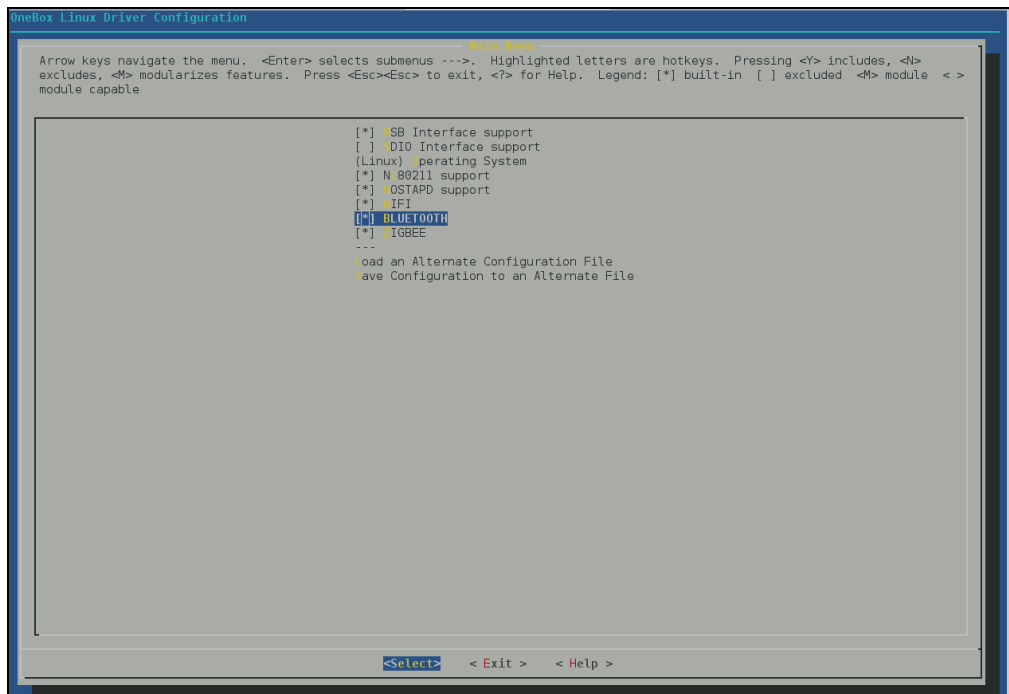 OneBox Linux Driver Configuration
Main Menu
Arrow keys navigate the menu.  <Enter> selects submenus --->.  Highlighted letters are hotkeys.  Pressing <Y> includes, <N>
excludes, <M> modularizes features.  Press <Esc><Esc> to exit, <?> for Help.  Legend: [*] built-in  [ ] excluded  <M> module  < >
module capable
[*] USB Interface support
[ ] SDIO Interface support
(Linux) Operating System
[*] NL80211 support
[*] HOSTAPD support
[*] WIFI
[*] BLUETOOTH
[*] ZIGBEE
---
Load an Alternate Configuration File
Save Configuration to an Alternate File
<Select>    < Exit >    < Help >